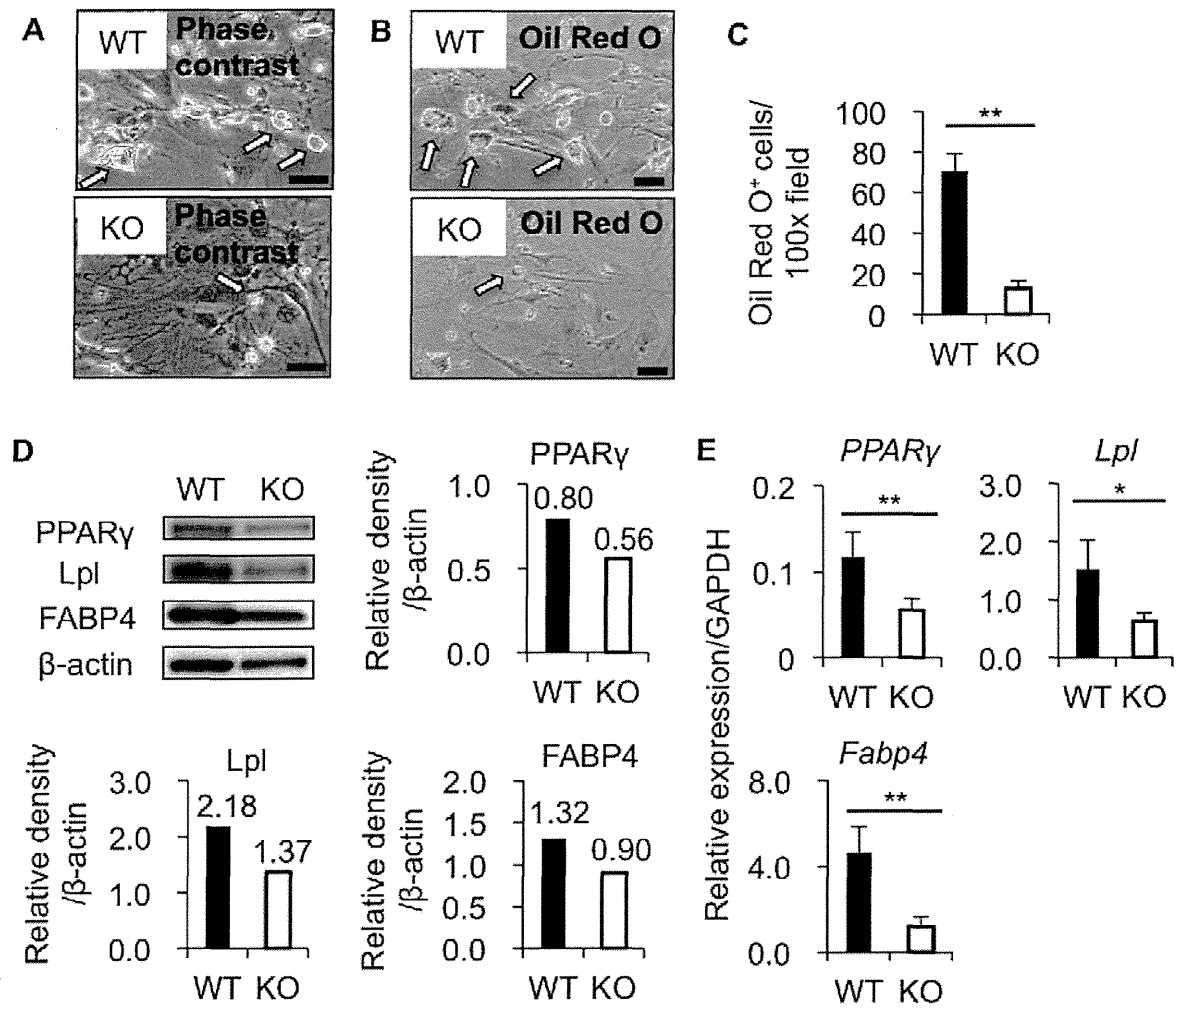 A
WT
Phase
contrast
KO
Phase
contrast
B
WT
Oil Red O
KO
Oil Red O
C
Oil Red O+ cells/
100x field
100
80
60
40
20
0
**
WT KO
D
WT KO
PPARγ
Lpl
FABP4
β-actin
PPARγ
Relative density
/β-actin
1.0
0.5
0.0
0.80
0.56
WT KO
Lpl
Relative density
/β-actin
3.0
2.0
1.0
0.0
2.18
1.37
WT KO
FABP4
Relative density
/β-actin
2.0
1.5
1.0
0.5
0.0
1.32
0.90
WT KO
E
Relative expression/GAPDH
PPARγ
0.2
0.1
0
**
WT KO
Lpl
3.0
2.0
1.0
0.0
*
WT KO
Fabp4
8.0
4.0
0.0
**
WT KO